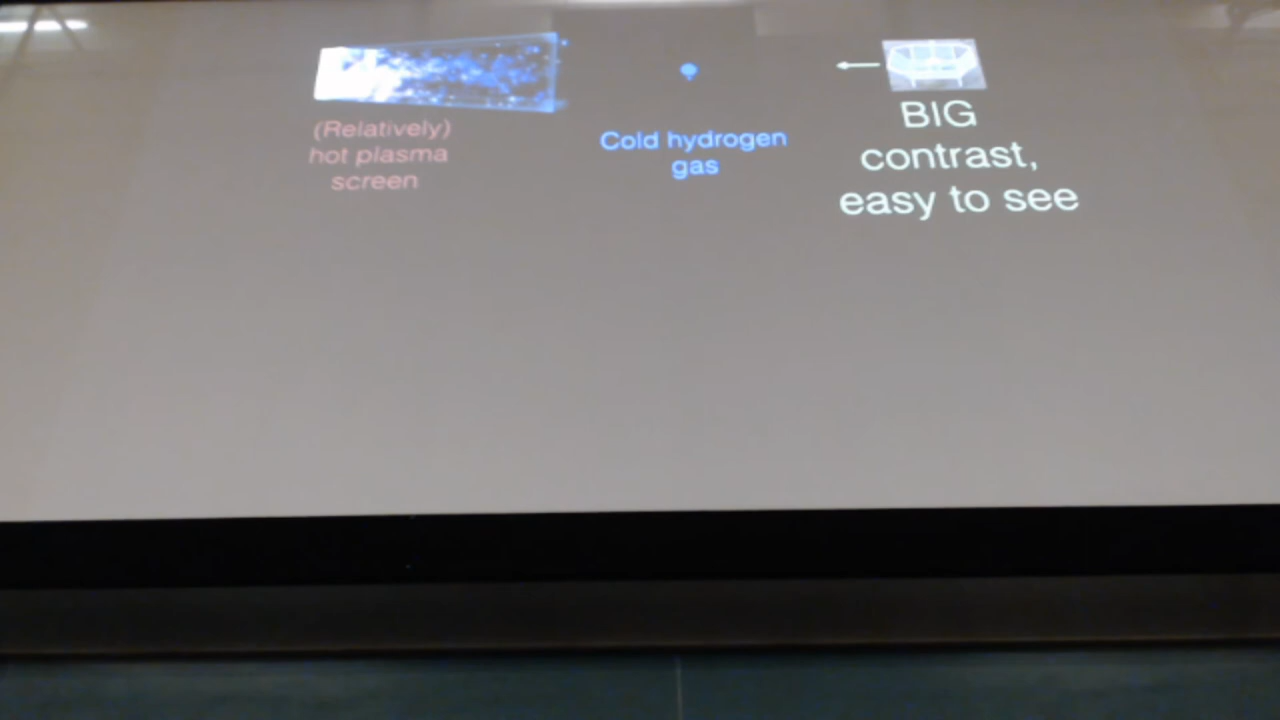 (Relatively)
hot plasma
screen
Cold hydrogen
gas
BIG
contrast,
easy to see